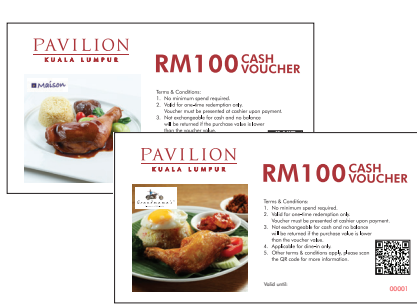 PAVILION
KUALA LUMPUR
RM100 CASH
VOUCHER
Maison
Terms & Conditions:
1. No minimum spend required.
2. Valid for one-time redemption only.
Voucher must be presented at cashier upon payment.
3. Not exchangeable for cash and no balance
will be returned if the purchase value is lower
than the voucher value.
PAVILION
KUALA LUMPUR
RM100 CASH
VOUCHER
Grandmama's
Terms & Conditions:
1. No minimum spend required.
2. Valid for one-time redemption only.
Voucher must be presented at cashier upon payment.
3. Not exchangeable for cash and no balance
will be returned if the purchase value is lower
than the voucher value.
4. Applicable for dine-in only.
5. Other terms & conditions apply, please scan
the QR code for more information.
Valid until:
00001